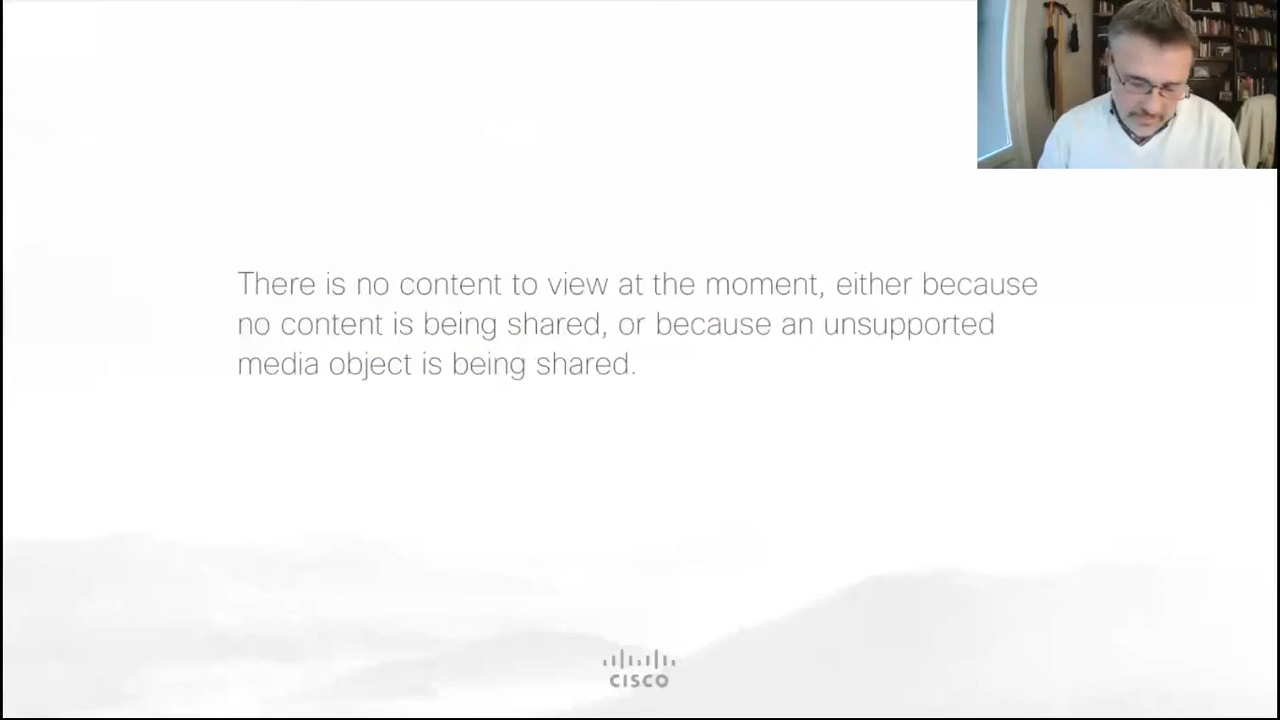 There is no content to view at the moment, either because
no content is being shared, or because an unsupported
media object is being shared.
CISCO